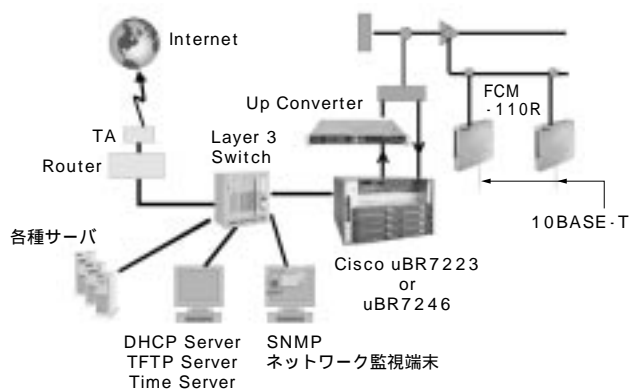 Internet
TA
Router
Layer 3
Switch
Up Converter
FCM
-110R
10BASE-T
各種サーバ
Cisco uBR7223
or
uBR7246
DHCP Server
TFTP Server
Time Server
SNMP
ネットワーク監視端末